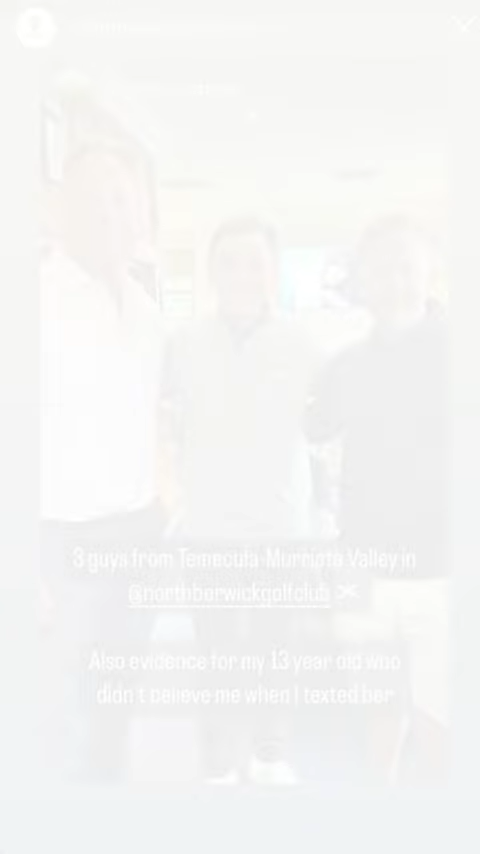 3 guys from Temecula-Murrieta Valley in
@northberwickgolfclub
Also evidence for my 13 year old who
didn't believe me when I texted her